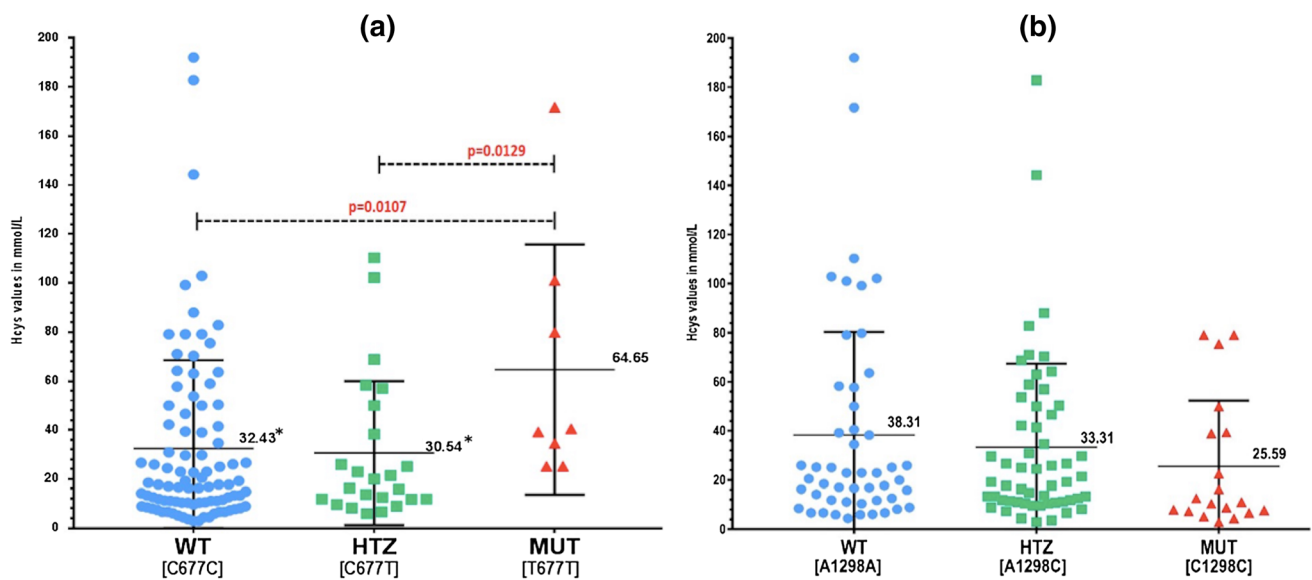 (a)
Hcys values in mmol/L
200
180
160
140
120
100
80
60
40
20
0
p=0.0129
p=0.0107
32.43*
30.54*
64.65
WT HTZ MUT
[C677C] [C677T] [T677T]
(b)
Hcys values in mmol/L
200
180
160
140
120
100
80
60
40
20
0
38.31
33.31
25.59
WT HTZ MUT
[A1298A] [A1298C] [C1298C]